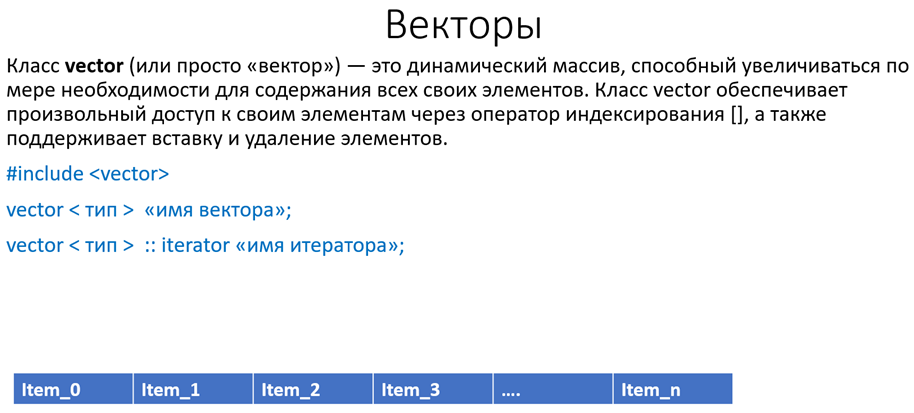 Векторы
Класс vector (или просто «вектор») — это динамический массив, способный увеличиваться по
мере необходимости для содержания всех своих элементов. Класс vector обеспечивает
произвольный доступ к своим элементам через оператор индексирования [], а также
поддерживает вставку и удаление элементов.
#include <vector>
vector < тип > «имя вектора»;
vector < тип > :: iterator «имя итератора»;
Item_0 Item_1 Item_2 Item_3 .... Item_n